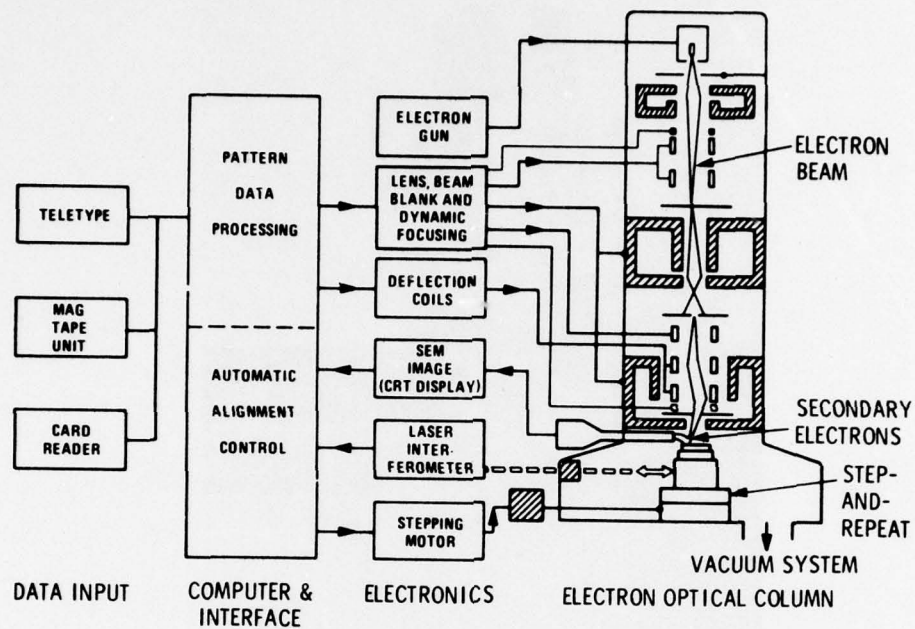 ELECTRON
GUN
PATTERN
DATA
PROCESSING
LENS, BEAM
BLANK AND
DYNAMIC
FOCUSING
ELECTRON
BEAM
TELETYPE
DEFLECTION
COILS
MAG
TAPE
UNIT
SEM
IMAGE
(CRT DISPLAY)
AUTOMATIC
ALIGNMENT
CONTROL
CARD
READER
LASER
INTER-
FEROMETER
SECONDARY
ELECTRONS
STEP-
AND-
REPEAT
STEPPING
MOTOR
VACUUM SYSTEM
DATA INPUT
COMPUTER &
INTERFACE
ELECTRONICS
ELECTRON OPTICAL COLUMN